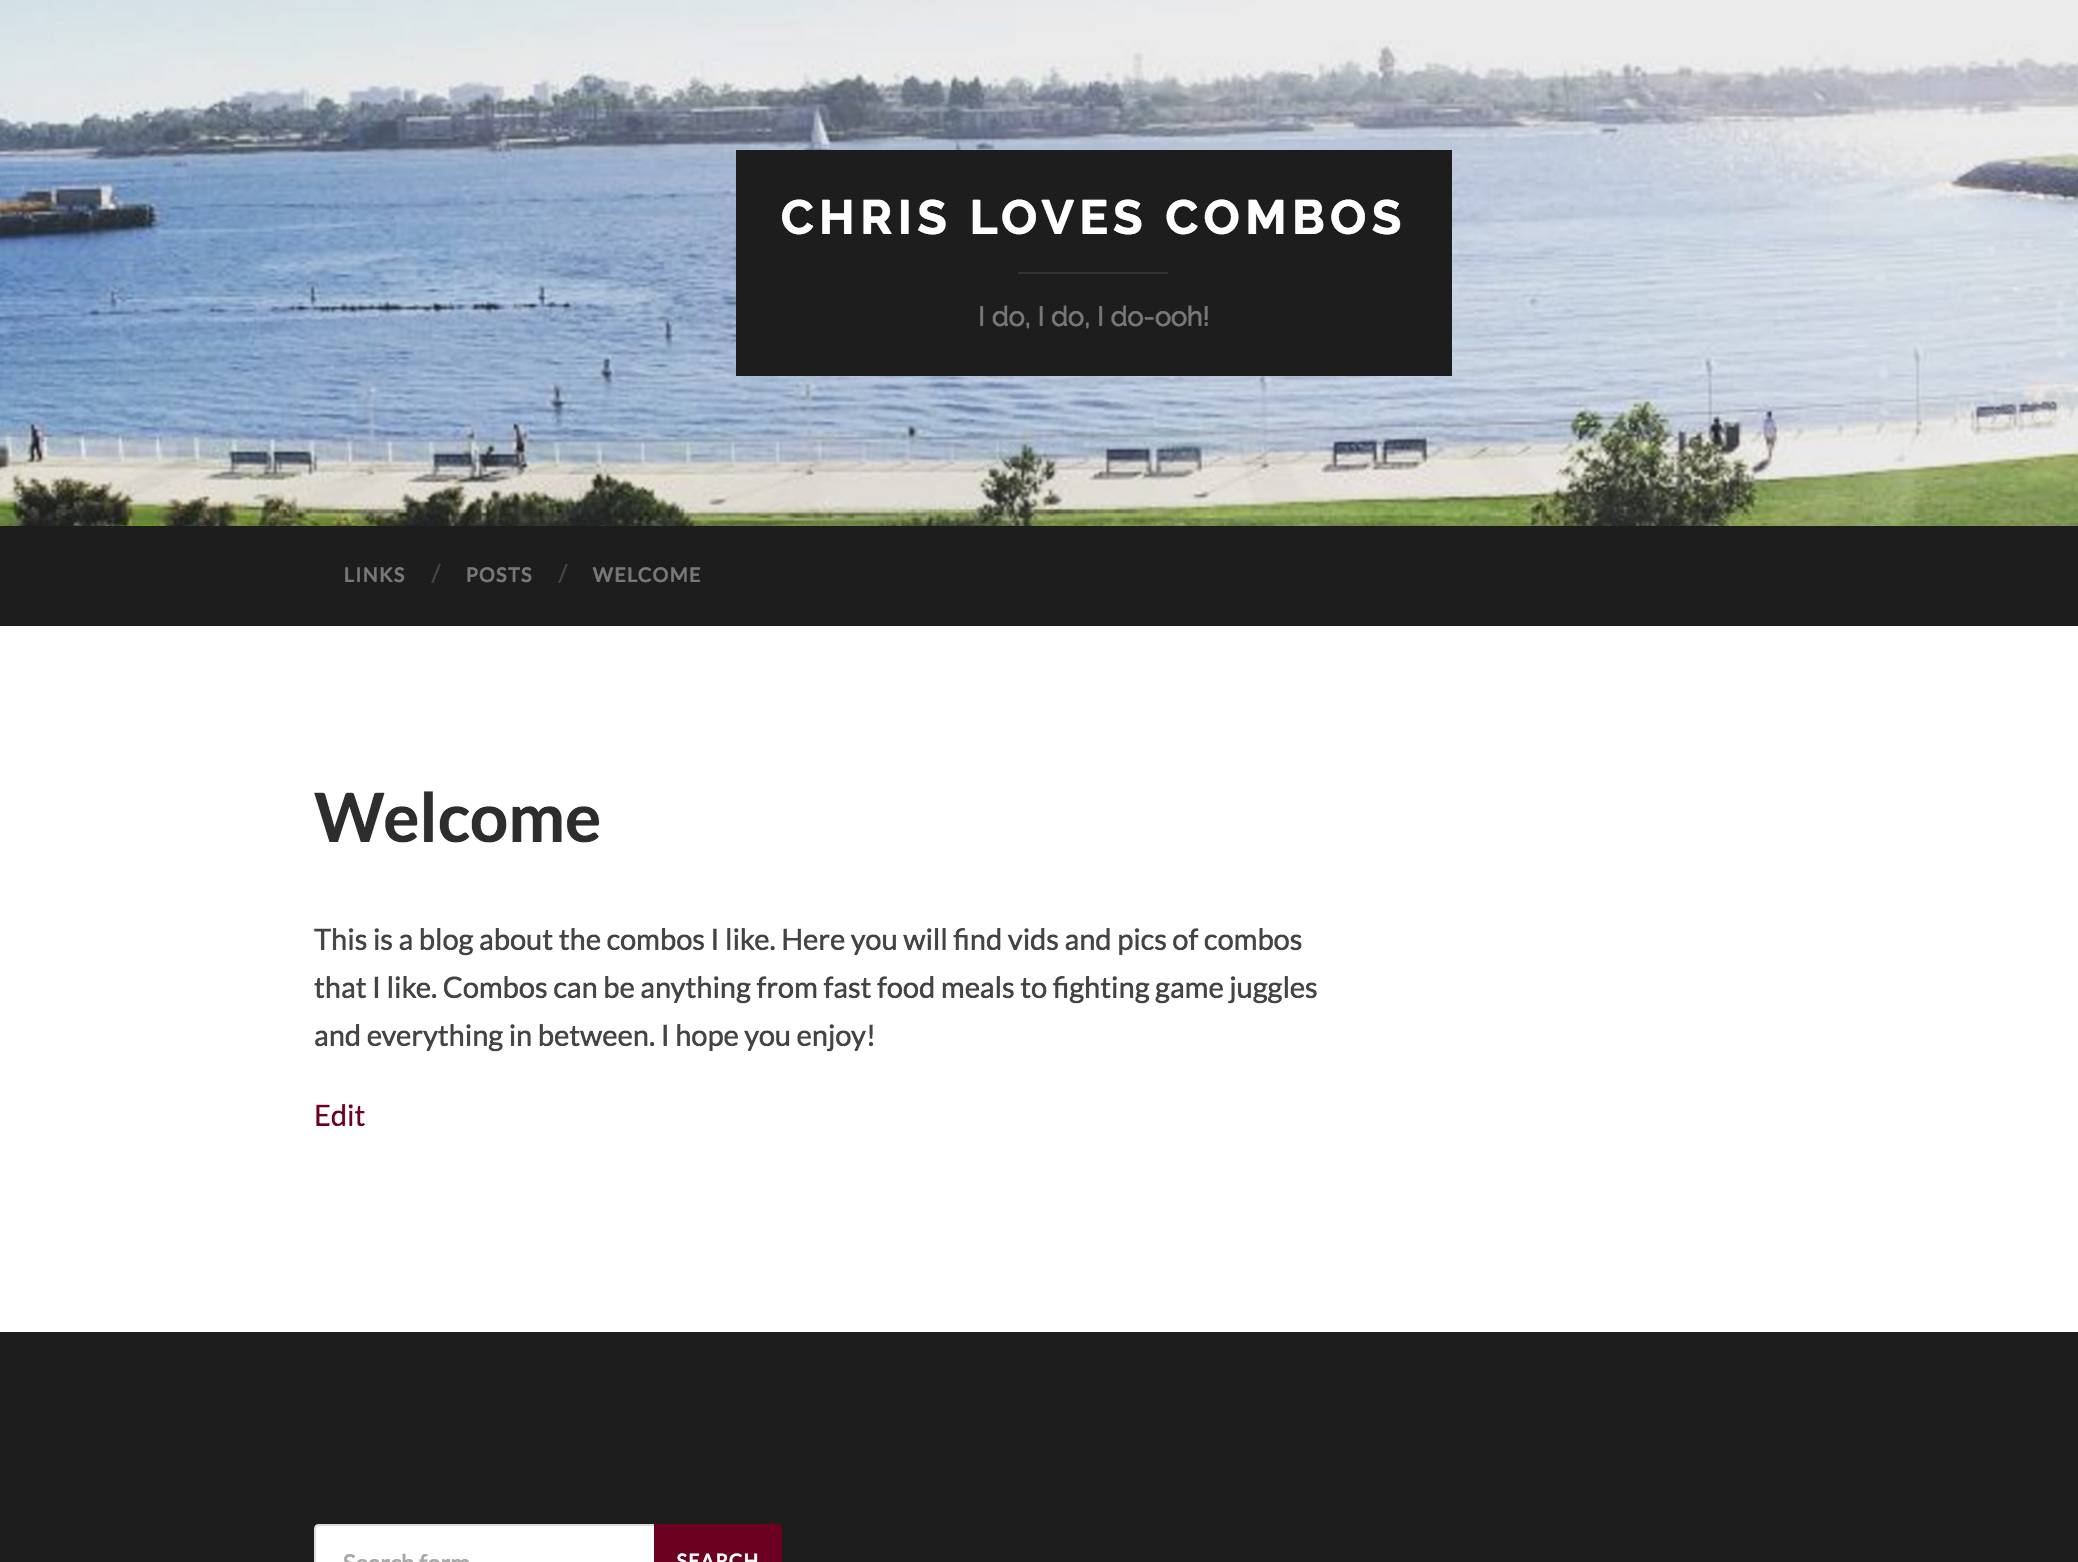 CHRIS LOVES COMBOS
I do, I do, I do-ooh!
LINKS / POSTS / WELCOME
Welcome
This is a blog about the combos I like. Here you will find vids and pics of combos
that I like. Combos can be anything from fast food meals to fighting game juggles
and everything in between. I hope you enjoy!
Edit
Search form
SEARCH